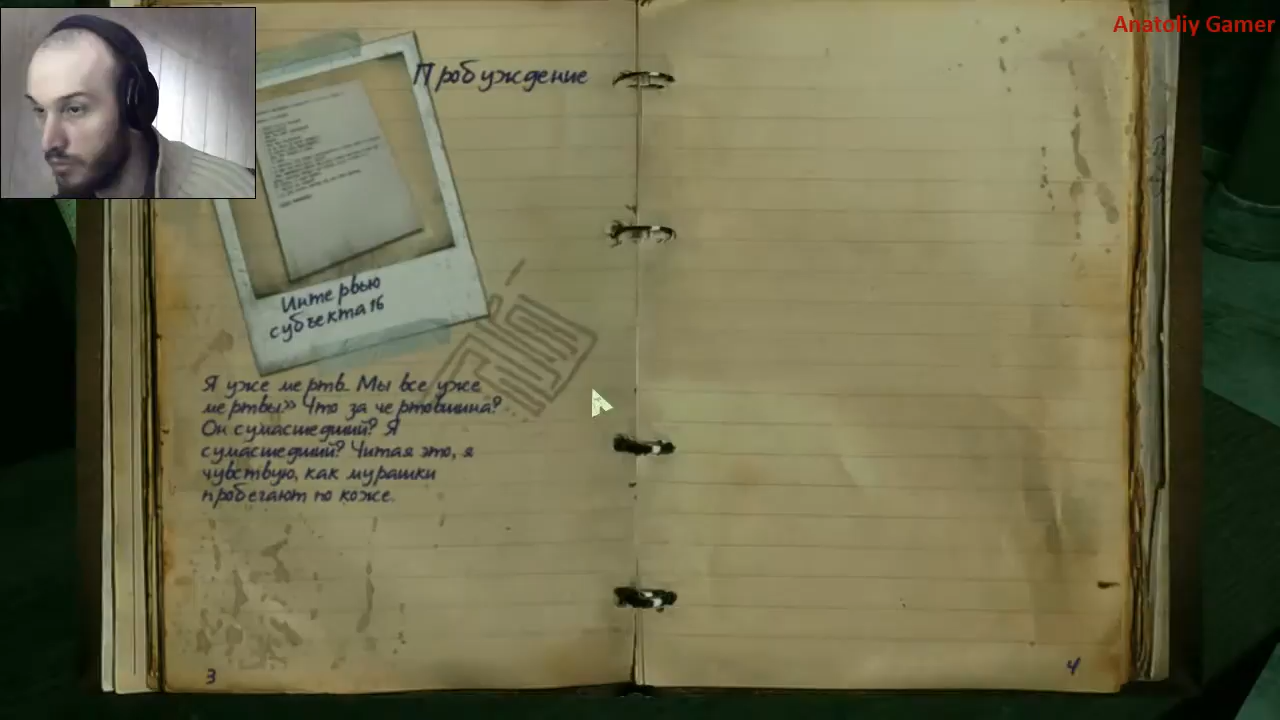 Anatoliy Gamer
Пробуждение
Интервью
субъекта 16
Я уже мертв. Мы все уже
мертвы» Что за чертовщина?
Он сумасшедший? Я
сумасшедший? Читая это, я
чувствую, как мурашки
пробегают по коже.
3
4